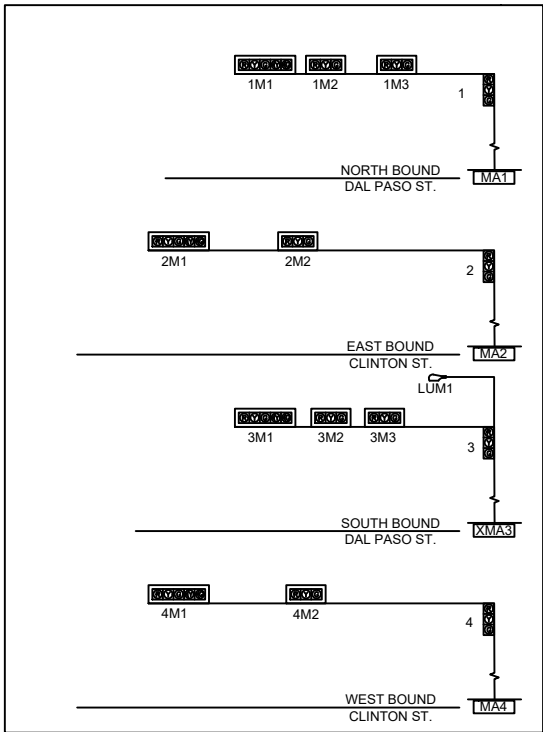 R Y G Y G R Y G R Y G
1M1 1M2 1M3
1
R
Y
G
NORTH BOUND
DAL PASO ST.
MA1
R Y G Y G R Y G
2M1 2M2
2
R
Y
G
EAST BOUND
CLINTON ST.
MA2
LUM1
R Y G Y G R Y G R Y G
3M1 3M2 3M3
3
R
Y
G
SOUTH BOUND
DAL PASO ST.
XMA3
R Y G Y G R Y G
4M1 4M2
4
R
Y
G
WEST BOUND
CLINTON ST.
MA4